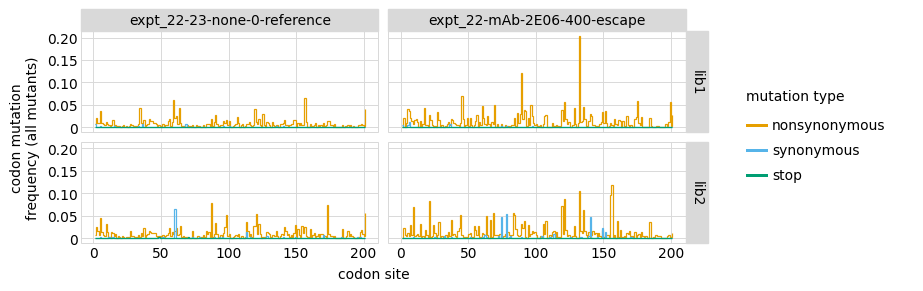 expt_22-23-none-0-reference
expt_22-mAb-2E06-400-escape
0.20
0.15
0.10
0.05
0
lib1
0.20
0.15
0.10
0.05
0
lib2
codon mutation
frequency (all mutants)
0 50 100 150 200
0 50 100 150 200
codon site
mutation type
nonsynonymous
synonymous
stop